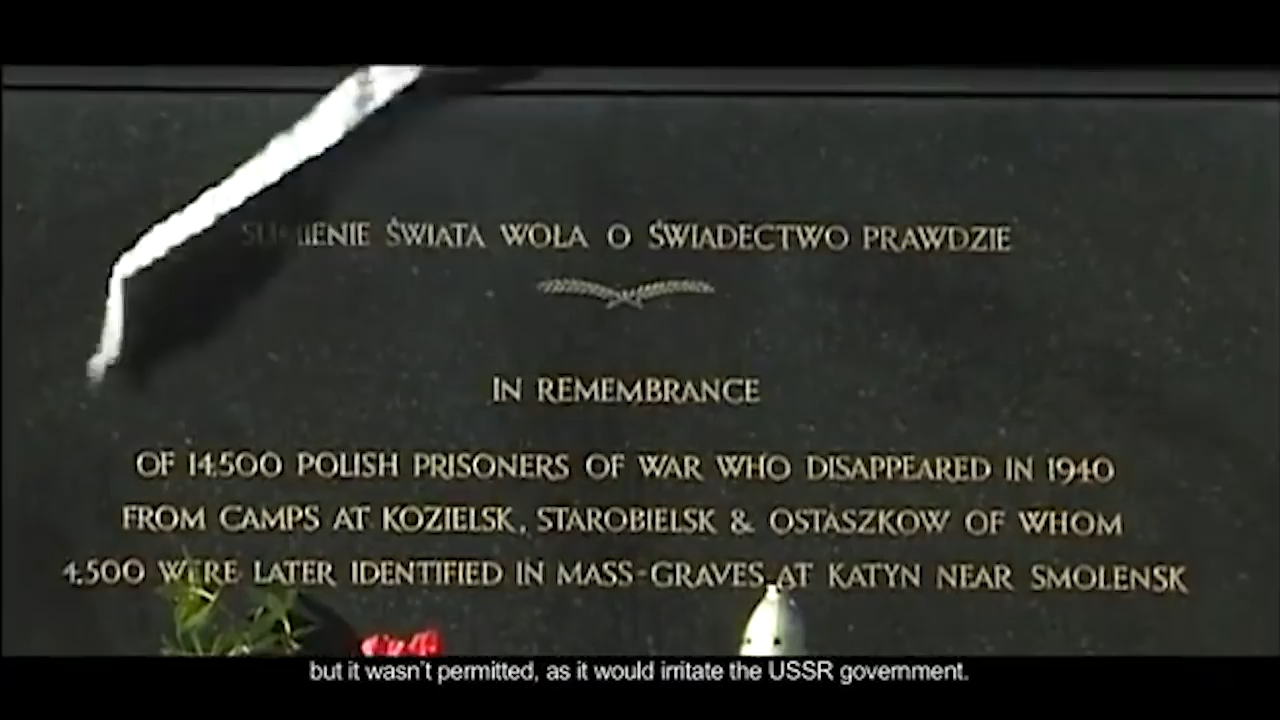 ŚWIATA WOŁA O ŚWIADECTWO PRAWDZIE
IN REMEMBRANCE
OF 14,500 POLISH PRISONERS OF WAR WHO DISAPPEARED IN 1940
FROM CAMPS AT KOZIELSK, STAROBIELSK & OSTASZKOW OF WHOM
4,500 WERE LATER IDENTIFIED IN MASS-GRAVES AT KATYN NEAR SMOLENSK
but it wasn't permitted, as it would irritate the USSR government.